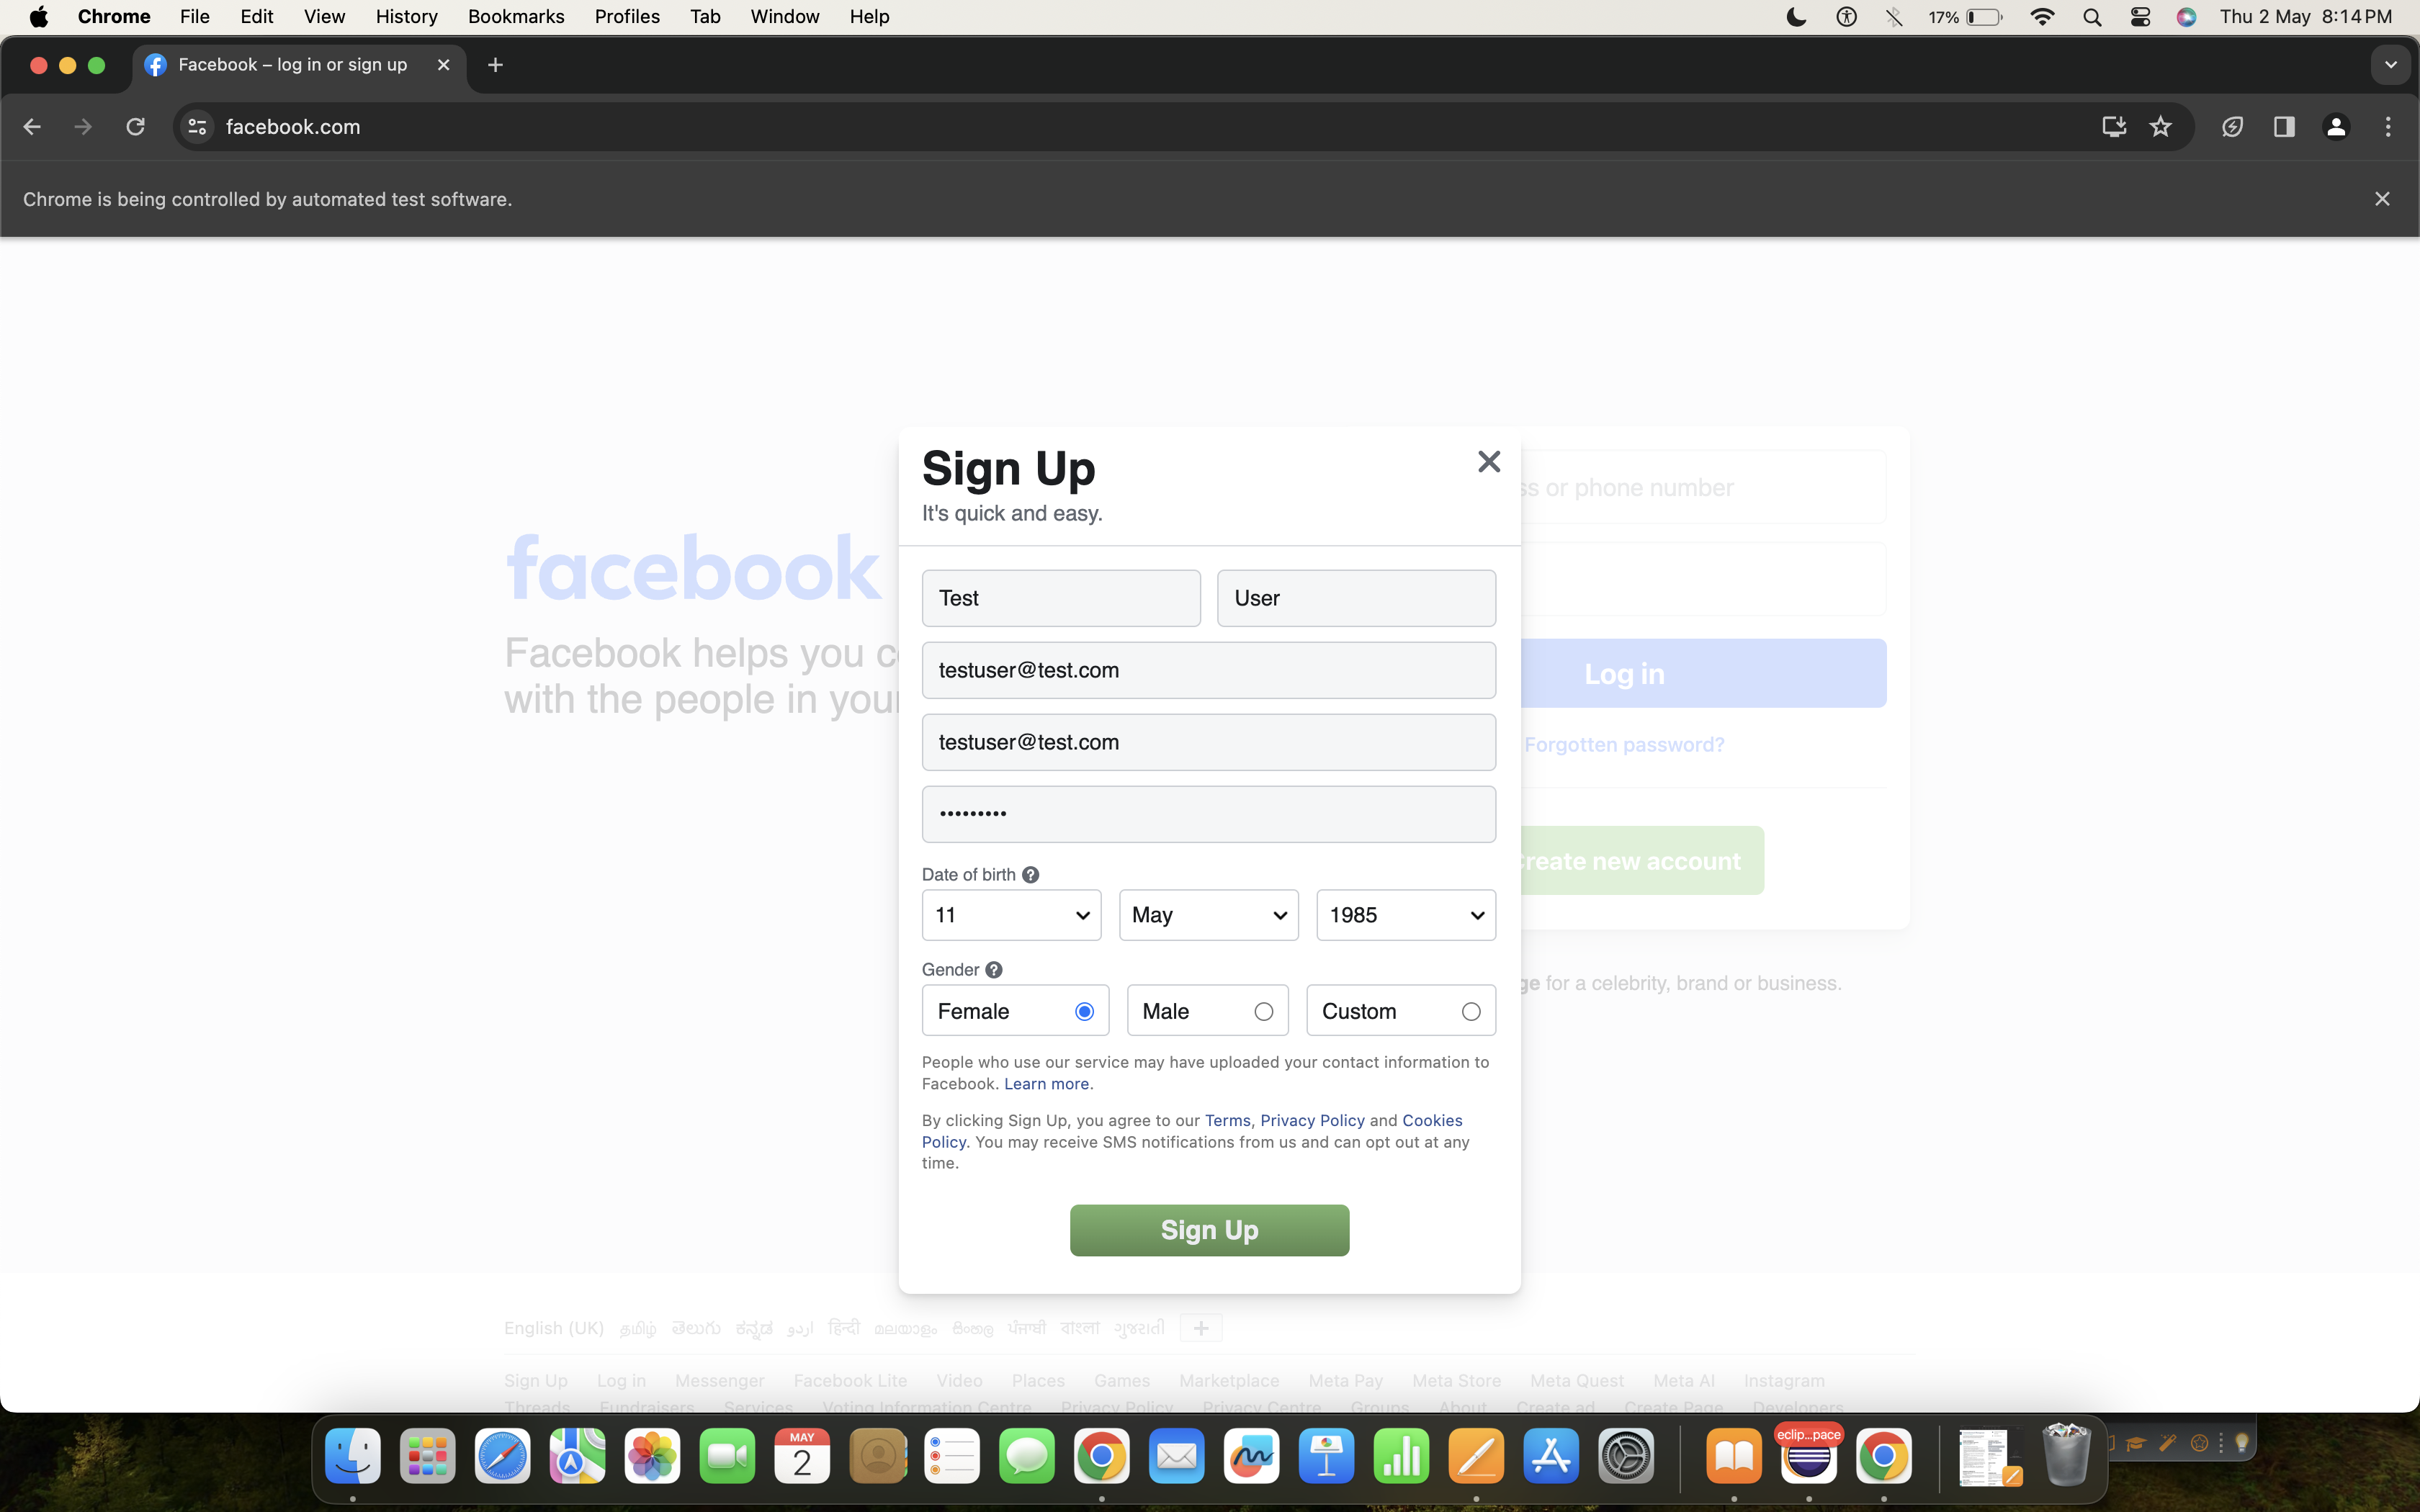 Chrome File Edit View History Bookmarks Profiles Tab Window Help 17% Thu 2 May 8:14 PM
Facebook – log in or sign up
facebook.com
Chrome is being controlled by automated test software.
Sign Up
It's quick and easy.
ss or phone number
facebook
Test User
Facebook helps you c
with the people in your
testuser@test.com
Log in
testuser@test.com
Forgotten password?
•••••••••
Create new account
Date of birth ?
11 May 1985
Gender ?
ge for a celebrity, brand or business.
Female Male Custom
People who use our service may have uploaded your contact information to
Facebook. Learn more.
By clicking Sign Up, you agree to our Terms, Privacy Policy and Cookies
Policy. You may receive SMS notifications from us and can opt out at any
time.
Sign Up
English (UK) தமிழ் తెలుగు ಕನ್ನಡ اردو हिन्दी മലയാളം සිංහල ਪੰਜਾਬੀ বাংলা ગુજરાતી +
Sign Up Log in Messenger Facebook Lite Video Places Games Marketplace Meta Pay Meta Store Meta Quest Meta AI Instagram
Threads Fundraisers Services Voting Information Centre Privacy Policy Privacy Centre Groups About Create ad Create Page Developers
MAY
2
eclip...pace